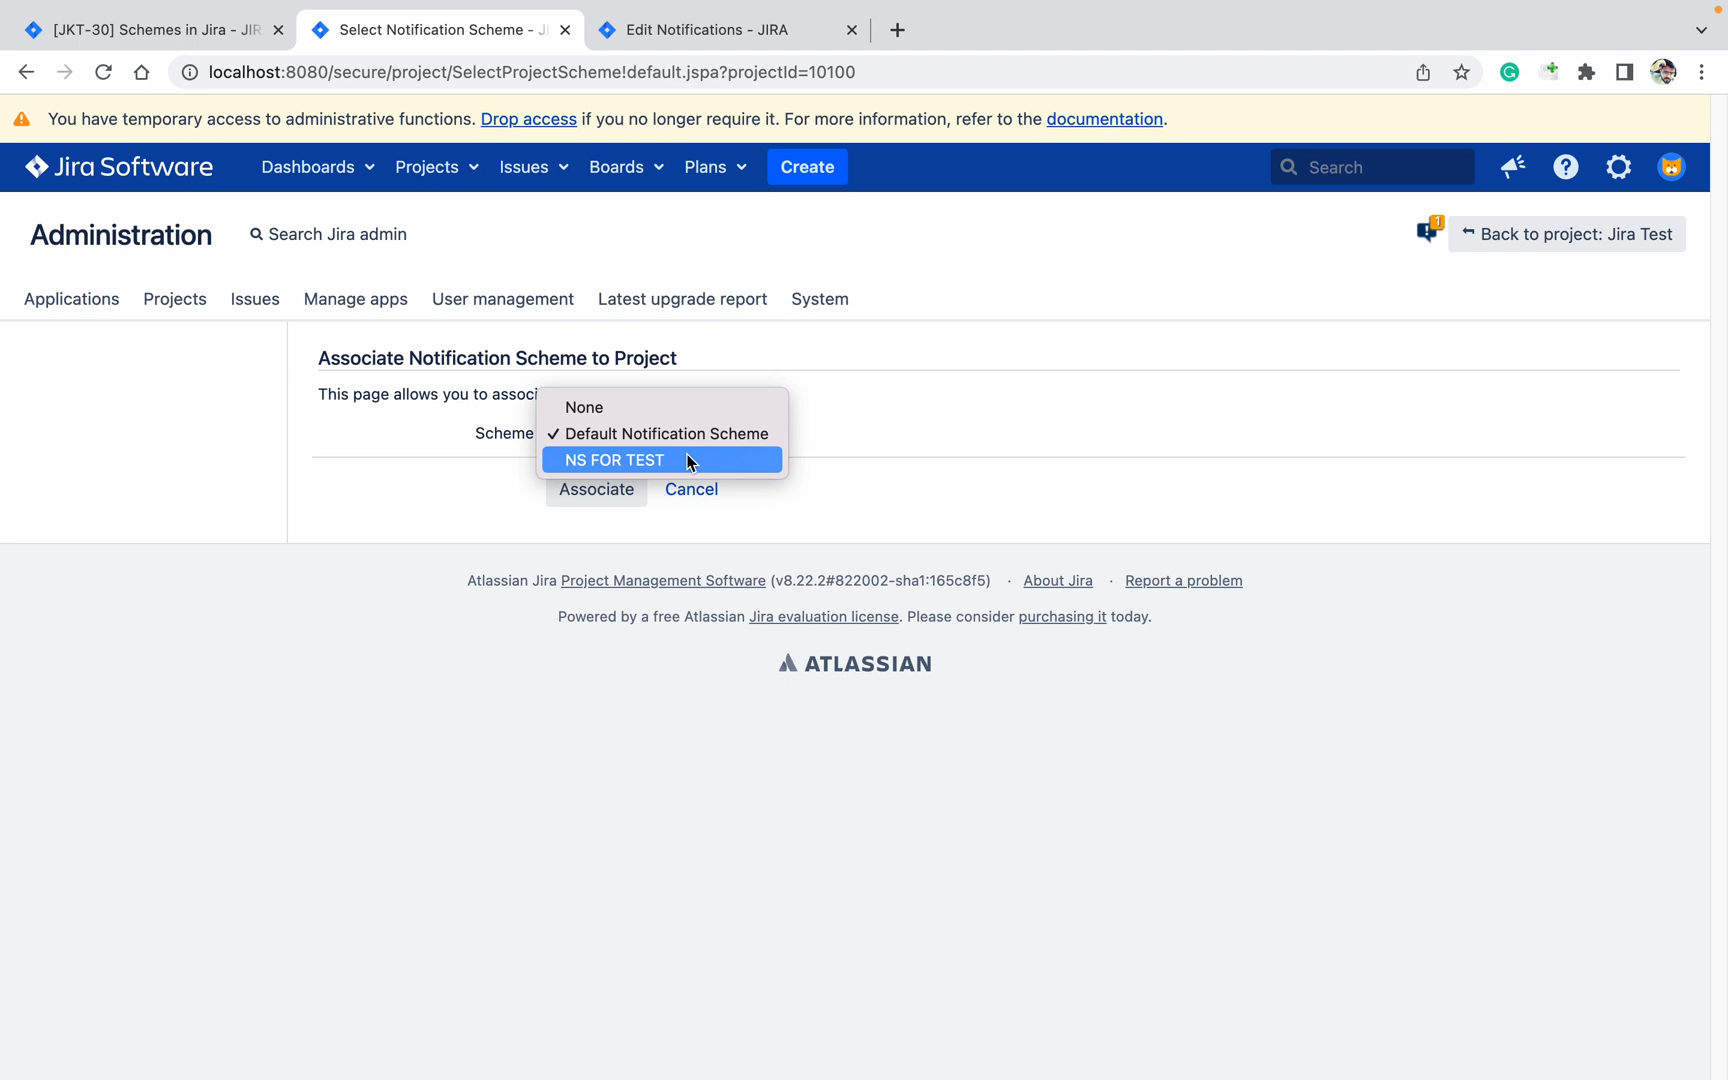 [JKT-30] Schemes in Jira - JIR
Select Notification Scheme - JI
Edit Notifications - JIRA
localhost:8080/secure/project/SelectProjectScheme!default.jspa?projectId=10100
You have temporary access to administrative functions. Drop access if you no longer require it. For more information, refer to the documentation.
Jira Software
Dashboards
Projects
Issues
Boards
Plans
Create
Search
Administration
Search Jira admin
1
Back to project: Jira Test
Applications
Projects
Issues
Manage apps
User management
Latest upgrade report
System
Associate Notification Scheme to Project
This page allows you to associ
None
Scheme
✓ Default Notification Scheme
NS FOR TEST
Associate
Cancel
Atlassian Jira Project Management Software (v8.22.2#822002-sha1:165c8f5) · About Jira · Report a problem
Powered by a free Atlassian Jira evaluation license. Please consider purchasing it today.
ATLASSIAN